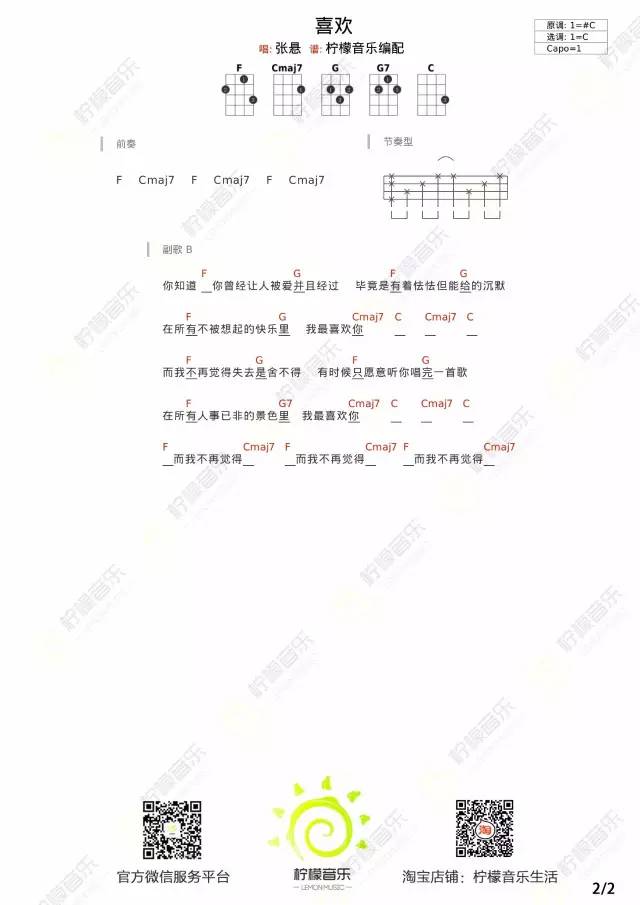 喜欢
唱: 张悬 谱: 柠檬音乐编配
原调: 1=#C
选调: 1=C
Capo=1
F Cmaj7 G G7 C
前奏
节奏型
F Cmaj7 F Cmaj7 F Cmaj7
副歌 B
F G F G
你知道 __你曾经让人被爱并且经过 毕竟是有着怯怯但能给的沉默
F G Cmaj7 C Cmaj7 C
在所有不被想起的快乐里 我最喜欢你 __ __ __
F G F G
而我不再觉得失去是舍不得 有时候只愿意听你唱完一首歌
F G7 Cmaj7 C Cmaj7 C
在所有人事已非的景色里 我最喜欢你 __ __ __
F Cmaj7 F Cmaj7 F Cmaj7
__而我不再觉得__ __而我不再觉得__ __而我不再觉得__
官方微信服务平台
柠檬音乐
LEMON MUSIC
淘
淘宝店铺：柠檬音乐生活
2/2